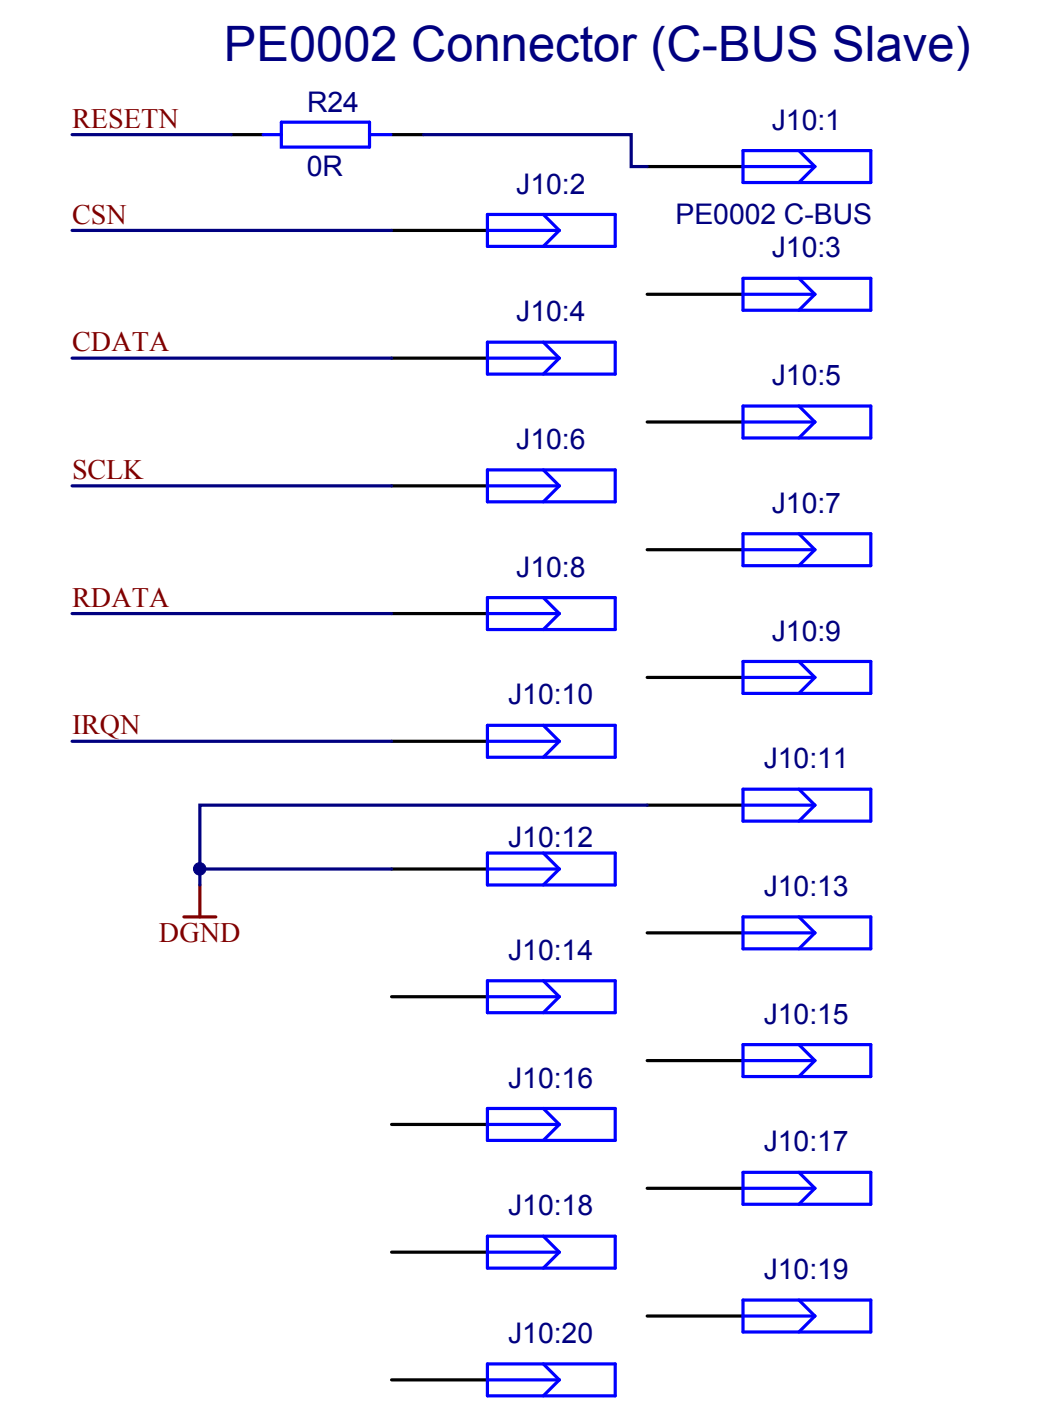 PE0002 Connector (C-BUS Slave)
RESETN
R24
0R
J10:1
PE0002 C-BUS
CSN
J10:2
J10:3
CDATA
J10:4
J10:5
SCLK
J10:6
J10:7
RDATA
J10:8
J10:9
IRQN
J10:10
J10:11
J10:12
DGND
J10:13
J10:14
J10:15
J10:16
J10:17
J10:18
J10:19
J10:20